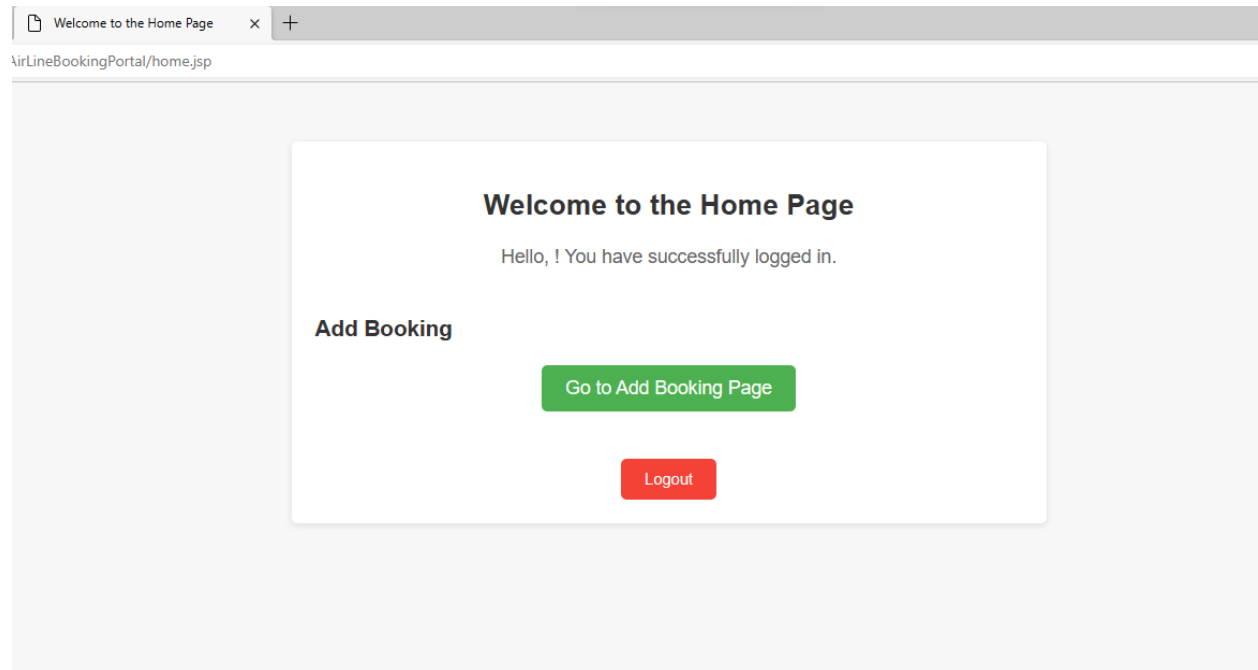 Welcome to the Home Page
AirLineBookingPortal/home.jsp
Welcome to the Home Page
Hello, ! You have successfully logged in.
Add Booking
Go to Add Booking Page
Logout